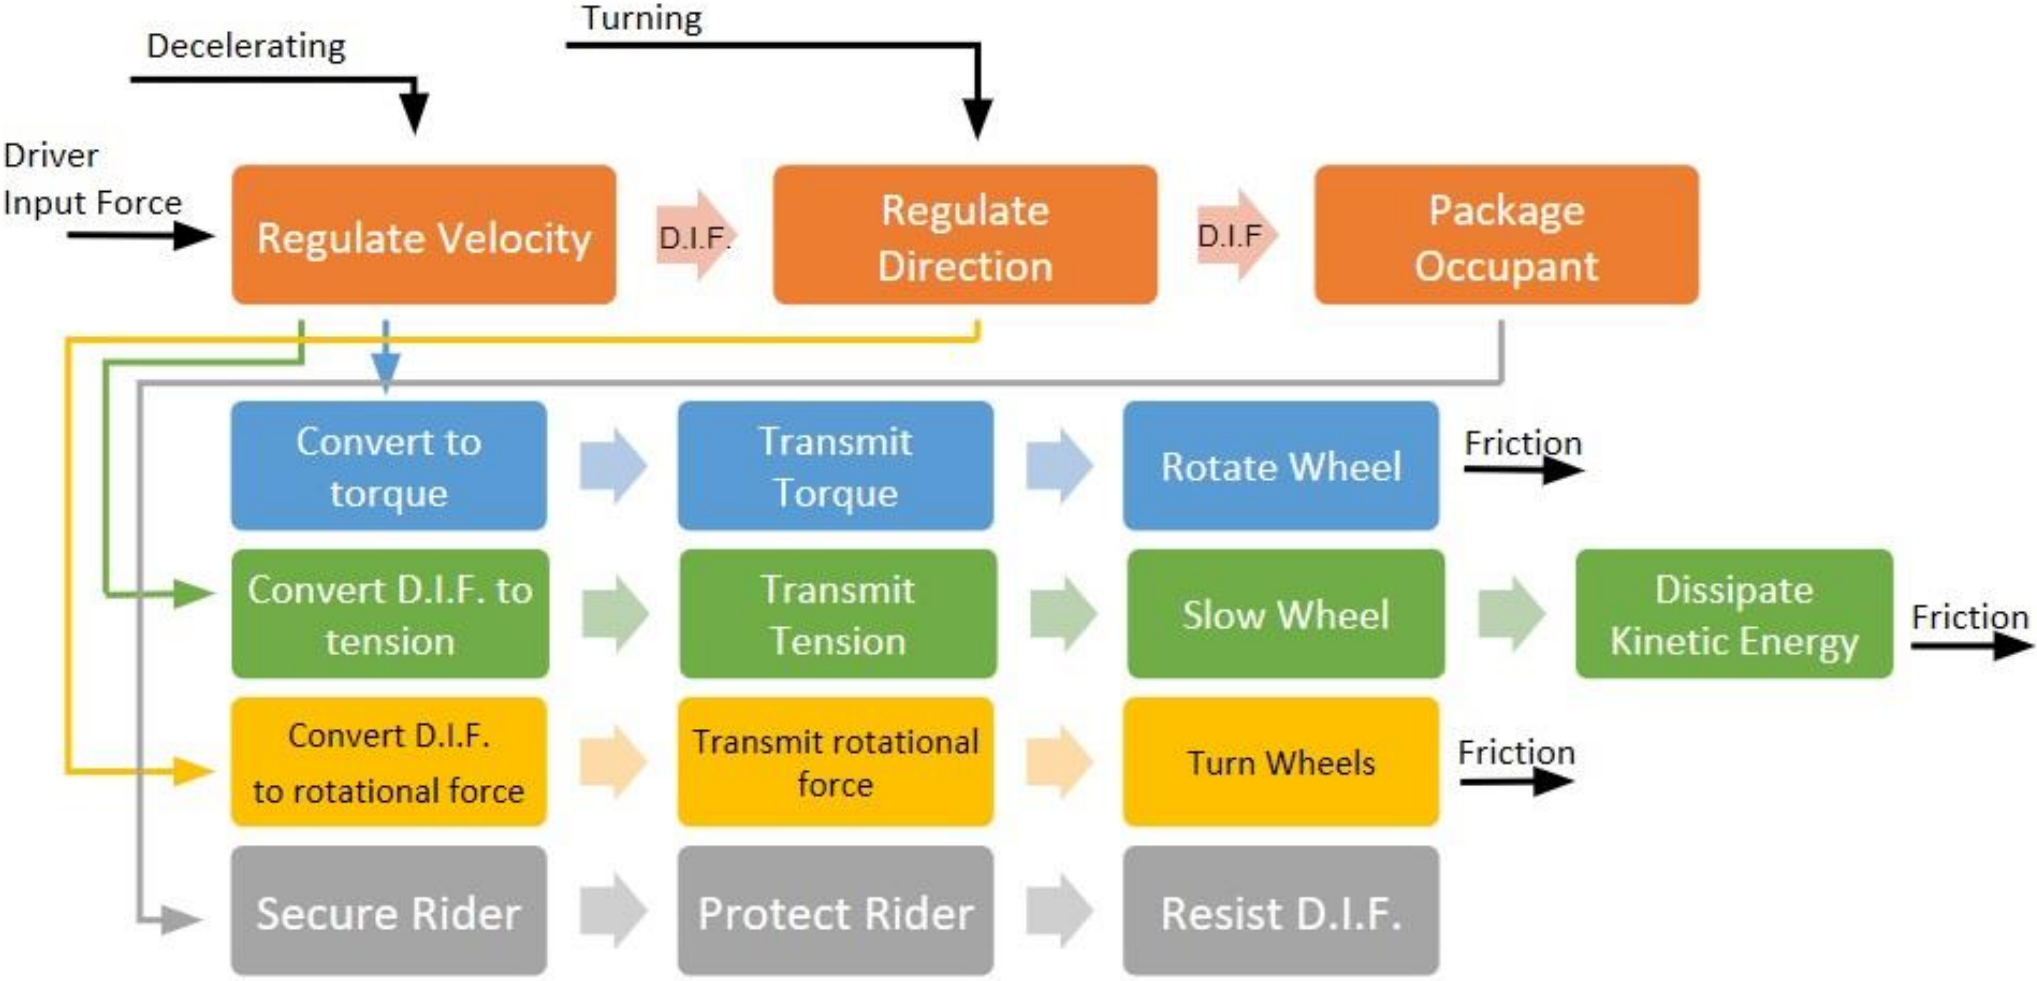 Turning
Decelerating
Driver
Input Force
Regulate Velocity
D.I.F.
Regulate
Direction
D.I.F
Package
Occupant
Convert to
torque
Transmit
Torque
Rotate Wheel
Friction
Convert D.I.F. to
tension
Transmit
Tension
Slow Wheel
Dissipate
Kinetic Energy
Friction
Convert D.I.F.
to rotational force
Transmit rotational
force
Turn Wheels
Friction
Secure Rider
Protect Rider
Resist D.I.F.